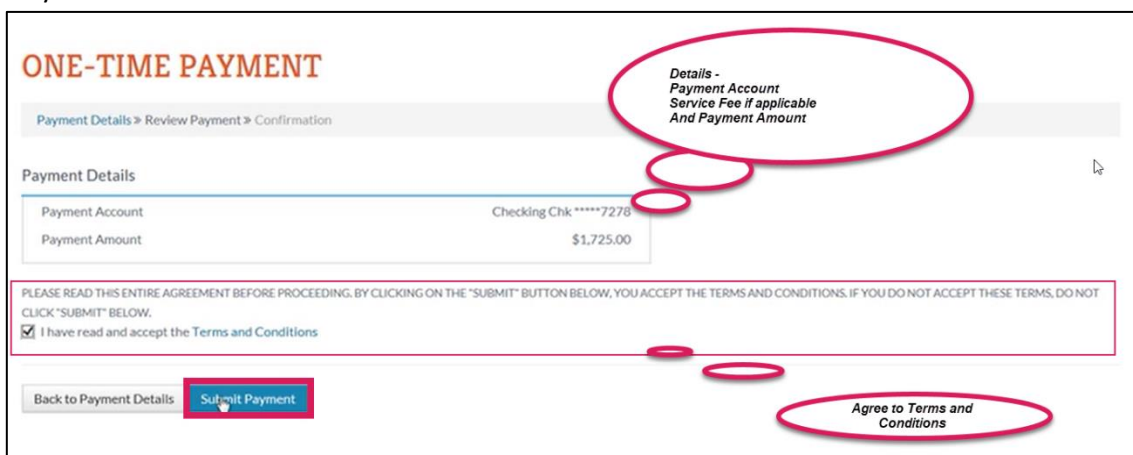 ONE-TIME PAYMENT
Details -
Payment Account
Service Fee if applicable
And Payment Amount
Payment Details » Review Payment » Confirmation
Payment Details
Payment Account Checking Chk *****7278
Payment Amount $1,725.00
PLEASE READ THIS ENTIRE AGREEMENT BEFORE PROCEEDING. BY CLICKING ON THE "SUBMIT" BUTTON BELOW, YOU ACCEPT THE TERMS AND CONDITIONS. IF YOU DO NOT ACCEPT THESE TERMS, DO NOT
CLICK "SUBMIT" BELOW.
I have read and accept the Terms and Conditions
Back to Payment Details Submit Payment
Agree to Terms and
Conditions